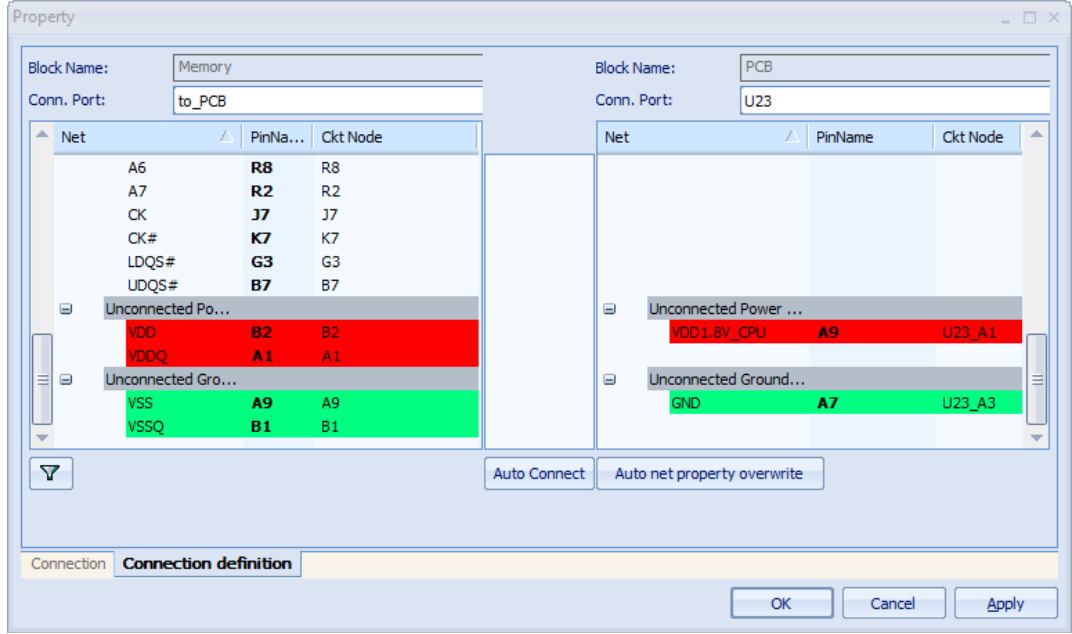 Property
Block Name: Memory Block Name: PCB
Conn. Port: to_PCB Conn. Port: U23
Net PinNa... Ckt Node Net PinName Ckt Node
A6 R8 R8
A7 R2 R2
CK J7 J7
CK# K7 K7
LDQS# G3 G3
UDQS# B7 B7
Unconnected Po... Unconnected Power ...
VDD B2 B2 VDD1.8V_CPU A9 U23_A1
VDDQ A1 A1
Unconnected Gro... Unconnected Ground...
VSS A9 A9 GND A7 U23_A3
VSSQ B1 B1
Auto Connect Auto net property overwrite
Connection Connection definition
OK Cancel Apply